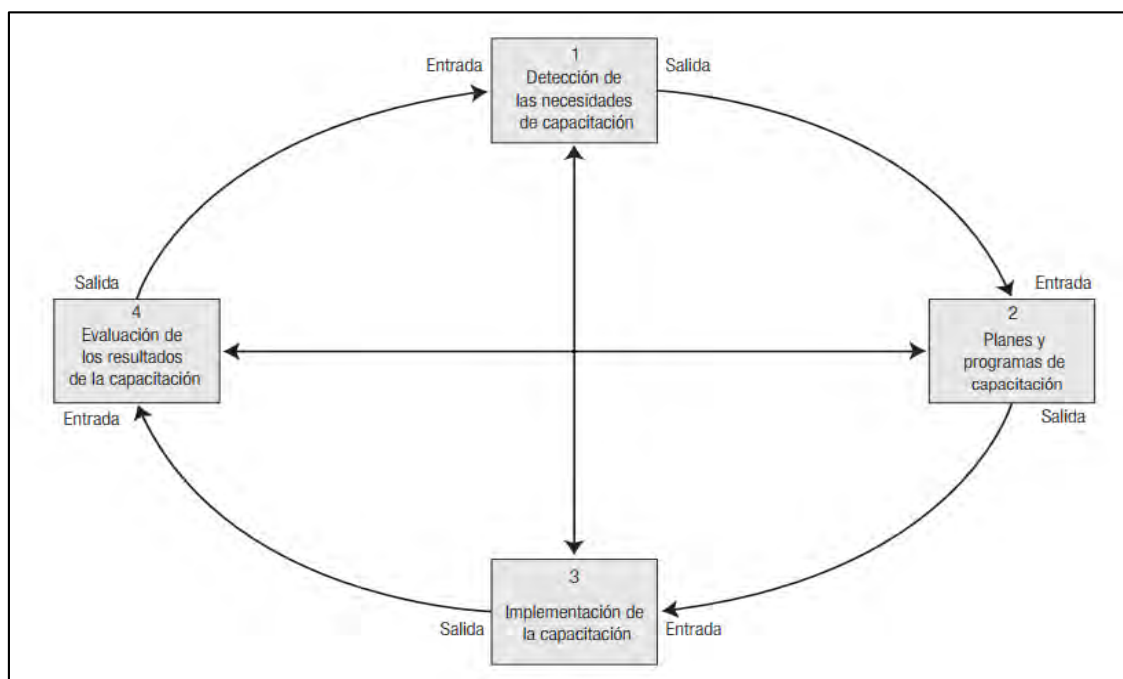 1
Detección de
las necesidades
de capacitación
Entrada
Salida
Entrada
2
Planes y
programas de
capacitación
Salida
Entrada
3
Implementación de
la capacitación
Salida
Entrada
4
Evaluación de
los resultados
de la capacitación
Salida